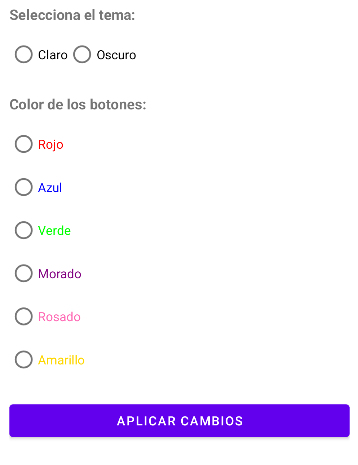 Selecciona el tema:
Claro Oscuro
Color de los botones:
Rojo
Azul
Verde
Morado
Rosado
Amarillo
APLICAR CAMBIOS